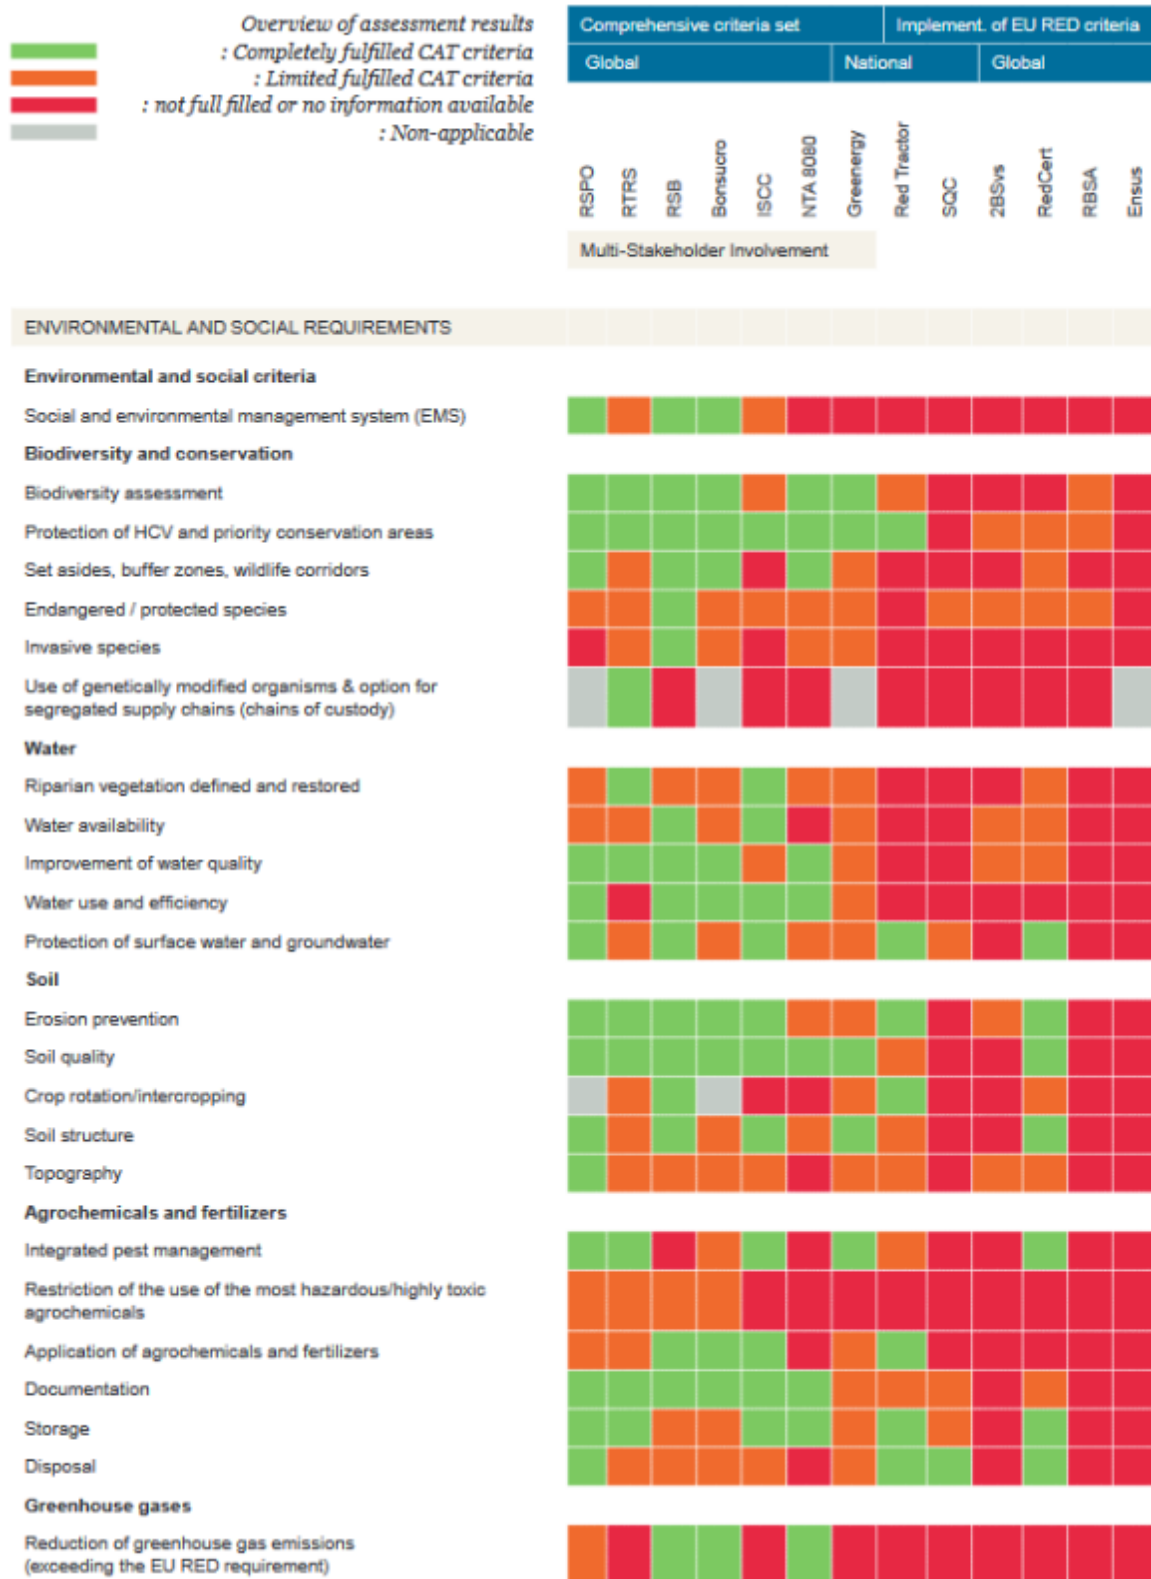 Overview of assessment results
: Completely fulfilled CAT criteria
: Limited fulfilled CAT criteria
: not full filled or no information available
: Non-applicable
Comprehensive criteria set
Implement. of EU RED criteria
Global
National
Global
RSPO
RTRS
RSB
Bonsucro
ISCC
NTA 8080
Greenergy
Red Tractor
SQC
2BSvs
RedCert
RBSA
Ensus
Multi-Stakeholder Involvement
ENVIRONMENTAL AND SOCIAL REQUIREMENTS
Environmental and social criteria
Social and environmental management system (EMS)
Biodiversity and conservation
Biodiversity assessment
Protection of HCV and priority conservation areas
Set asides, buffer zones, wildlife corridors
Endangered / protected species
Invasive species
Use of genetically modified organisms & option for
segregated supply chains (chains of custody)
Water
Riparian vegetation defined and restored
Water availability
Improvement of water quality
Water use and efficiency
Protection of surface water and groundwater
Soil
Erosion prevention
Soil quality
Crop rotation/intercropping
Soil structure
Topography
Agrochemicals and fertilizers
Integrated pest management
Restriction of the use of the most hazardous/highly toxic
agrochemicals
Application of agrochemicals and fertilizers
Documentation
Storage
Disposal
Greenhouse gases
Reduction of greenhouse gas emissions
(exceeding the EU RED requirement)